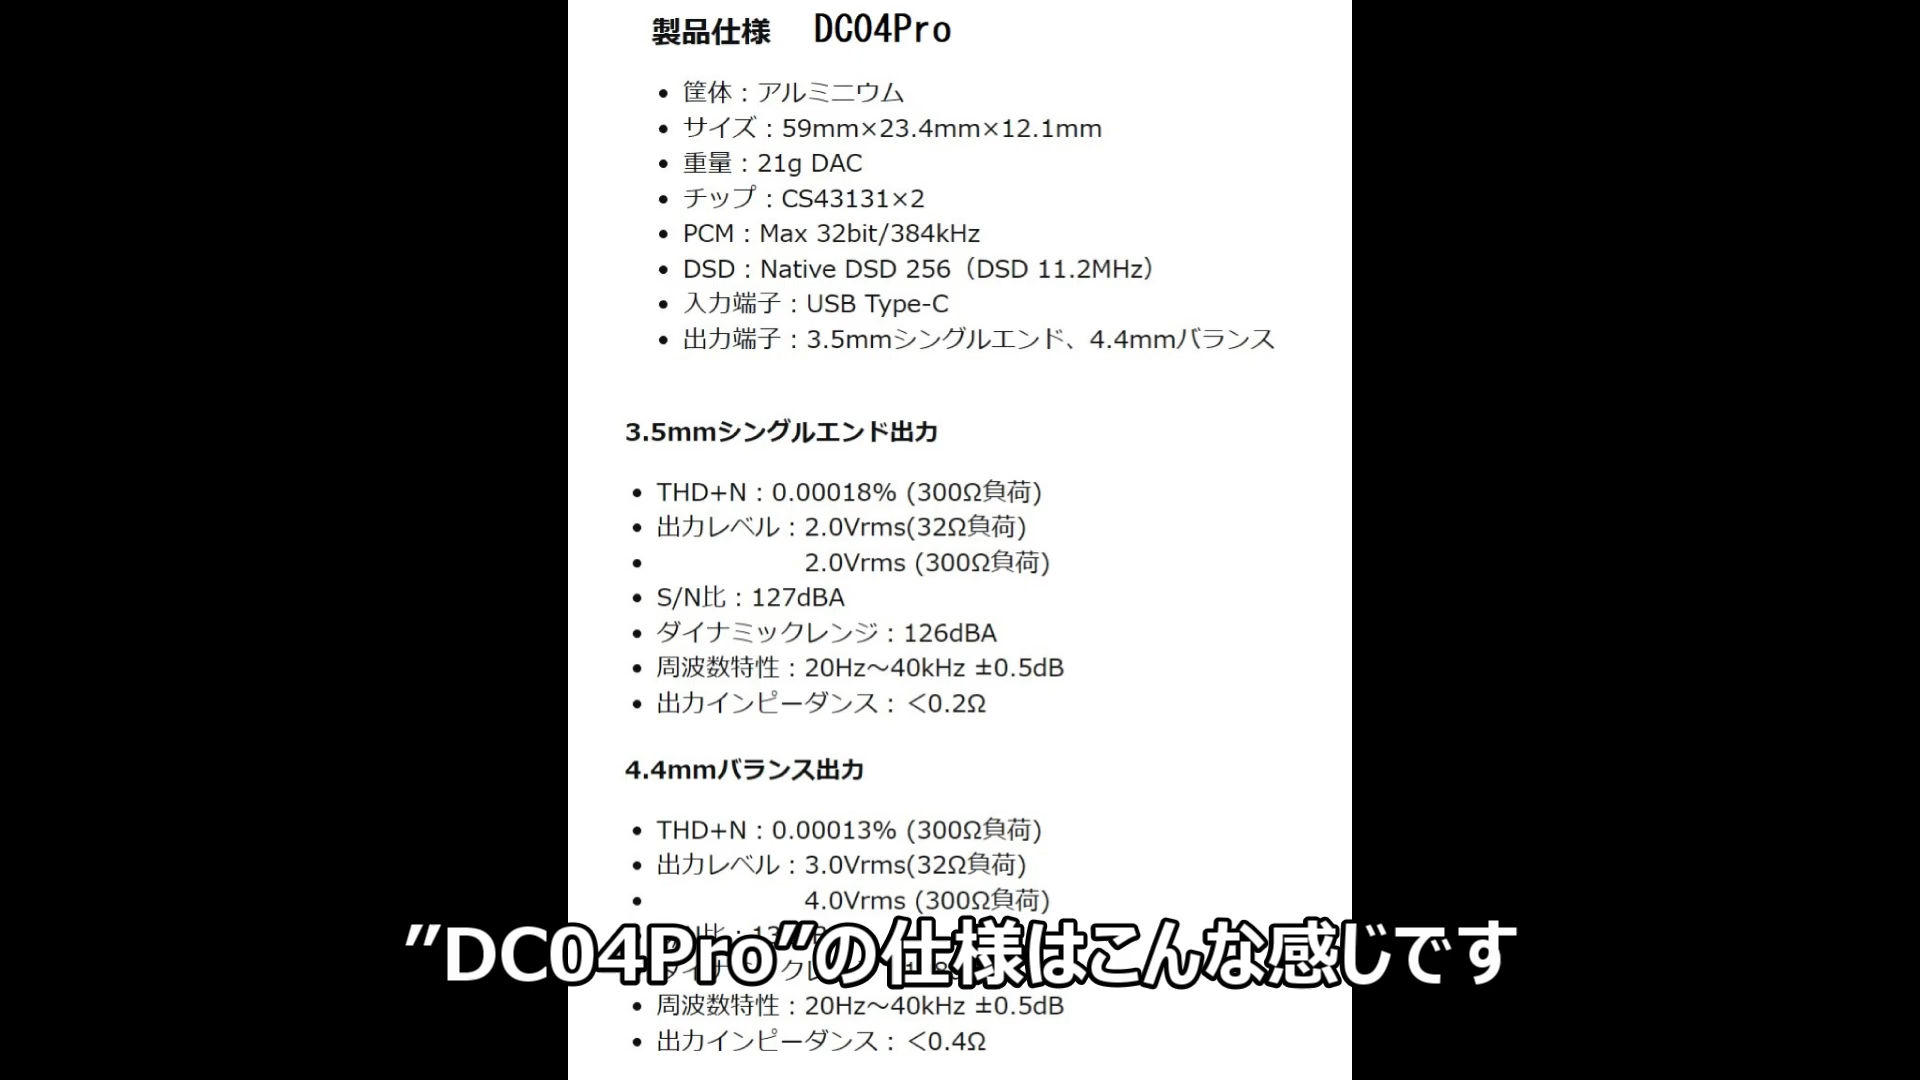 製品仕様 DC04Pro
• 筐体：アルミニウム
• サイズ：59mm×23.4mm×12.1mm
• 重量：21g DAC
• チップ：CS43131×2
• PCM：Max 32bit/384kHz
• DSD：Native DSD 256（DSD 11.2MHz）
• 入力端子：USB Type-C
• 出力端子：3.5mmシングルエンド、4.4mmバランス
3.5mmシングルエンド出力
• THD+N：0.00018% (300Ω負荷)
• 出力レベル：2.0Vrms(32Ω負荷)
• 2.0Vrms (300Ω負荷)
• S/N比：127dBA
• ダイナミックレンジ：126dBA
• 周波数特性：20Hz～40kHz ±0.5dB
• 出力インピーダンス：＜0.2Ω
4.4mmバランス出力
• THD+N：0.00013% (300Ω負荷)
• 出力レベル：3.0Vrms(32Ω負荷)
• 4.0Vrms (300Ω負荷)
”DC04Pro”の仕様はこんな感じです
• 周波数特性：20Hz～40kHz ±0.5dB
• 出力インピーダンス：＜0.4Ω